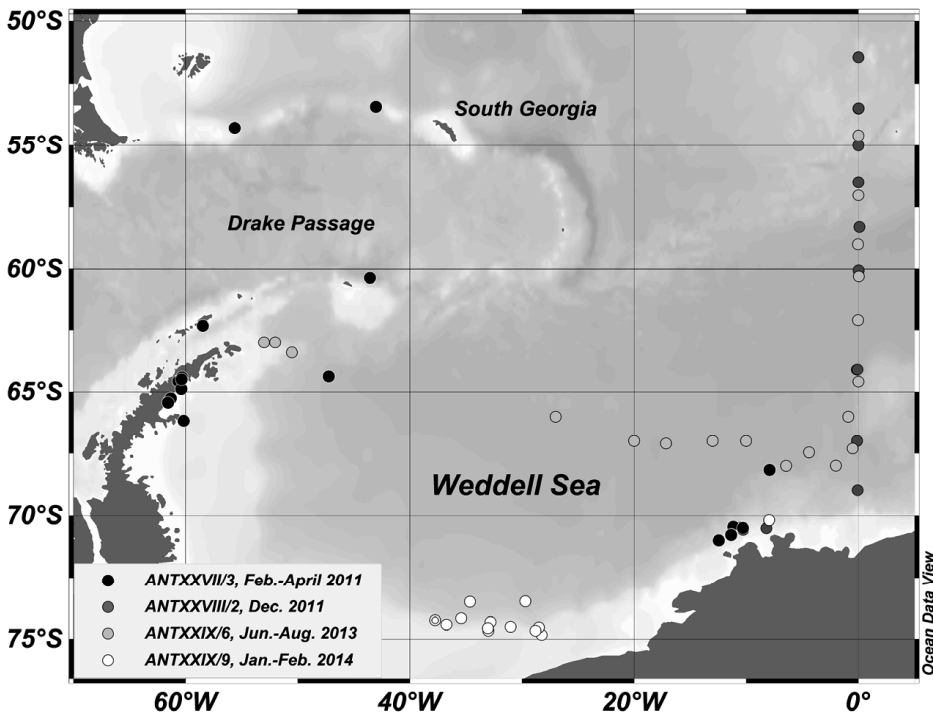 50°S
South Georgia
55°S
Drake Passage
60°S
65°S
Weddell Sea
70°S
ANTXXVII/3, Feb.-April 2011
ANTXXVIII/2, Dec. 2011
ANTXXIX/6, Jun.-Aug. 2013
ANTXXIX/9, Jan.-Feb. 2014
75°S
Ocean Data View
60°W
40°W
20°W
0°